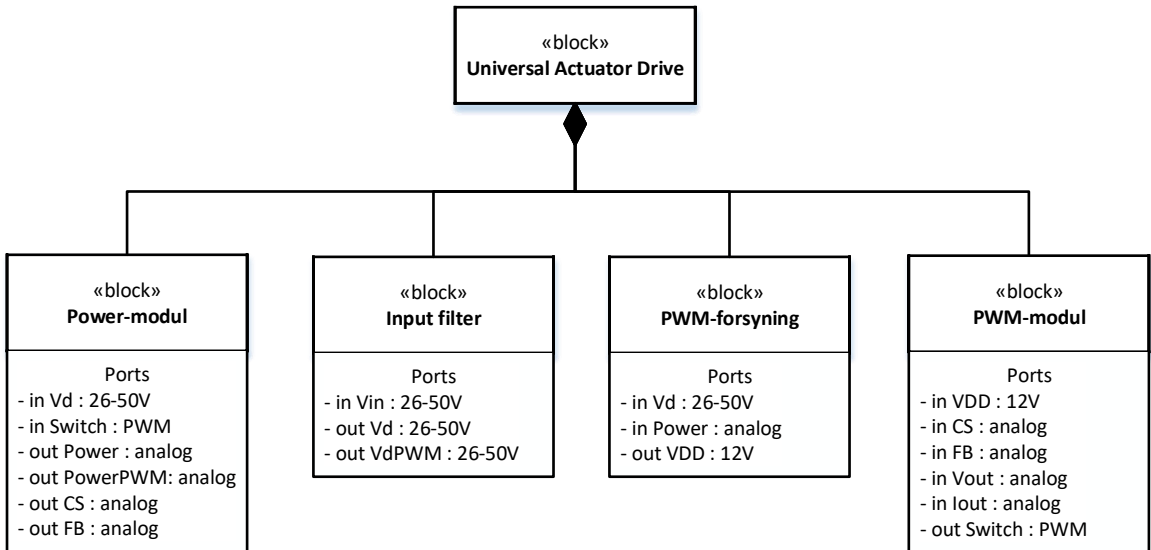 «block»
Universal Actuator Drive
«block»
Power-modul
Ports
- in Vd : 26-50V
- in Switch : PWM
- out Power : analog
- out PowerPWM: analog
- out CS : analog
- out FB : analog
«block»
Input filter
Ports
- in Vin : 26-50V
- out Vd : 26-50V
- out VdPWM : 26-50V
«block»
PWM-forsyning
Ports
- in Vd : 26-50V
- in Power : analog
- out VDD : 12V
«block»
PWM-modul
Ports
- in VDD : 12V
- in CS : analog
- in FB : analog
- in Vout : analog
- in Iout : analog
- out Switch : PWM